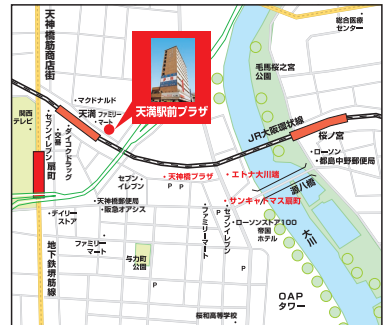 天神橋筋商店街
総合医療
センター
毛馬桜之宮
公園
天満駅前プラザ
マクドナルド
天満
ファミリー
マート
関西
テレビ
セブンイレブン
交番
ダイコクドラッグ
扇町
JR大阪環状線
桜ノ宮
ローソン
都島中野郵便局
セブン
イレブン
天神橋プラザ
エトナ大川端
源八橋
P P
サンキャドマス扇町
天神橋郵便局
阪急オアシス
デイリー
ストア
ファミリーマート
セブンイレブン
ローソンストア100
帝国
ホテル
大川
地下鉄堺筋線
ファミリー
マート
与力町
公園
P
P
OAP
タワー
桜和高等学校